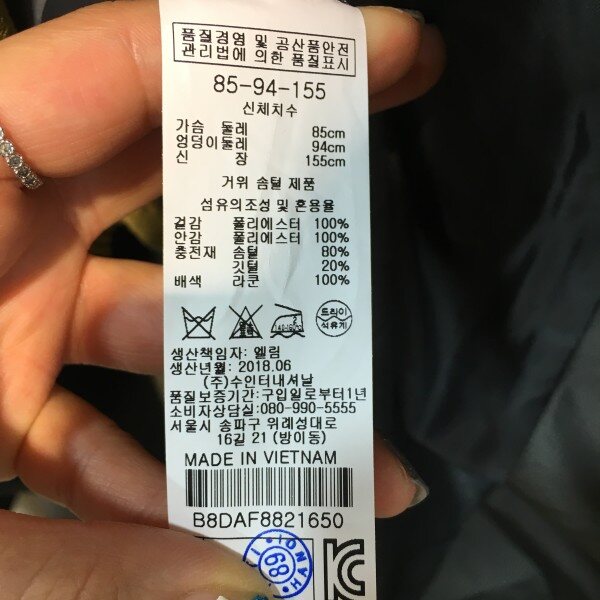 품질경영 및 공산품안전
관리법에 의한 품질표시
85-94-155
신체치수
가슴 둘레 85cm
엉덩이둘레 94cm
신 장 155cm
거위 솜털 제품
섬유의조성 및 혼용율
겉감 폴리에스터 100%
안감 폴리에스터 100%
충전재 솜털 80%
깃털 20%
배색 라쿤 100%
드라이
석유계
생산책임자: 엘림
생산년월: 2018.06
(주)수인터내셔날
품질보증기간:구입일로부터1년
소비자상담실:080-990-5555
서울시 송파구 위례성대로
16길 21 (방이동)
MADE IN VIETNAM
B8DAF8821650
HANOI
68